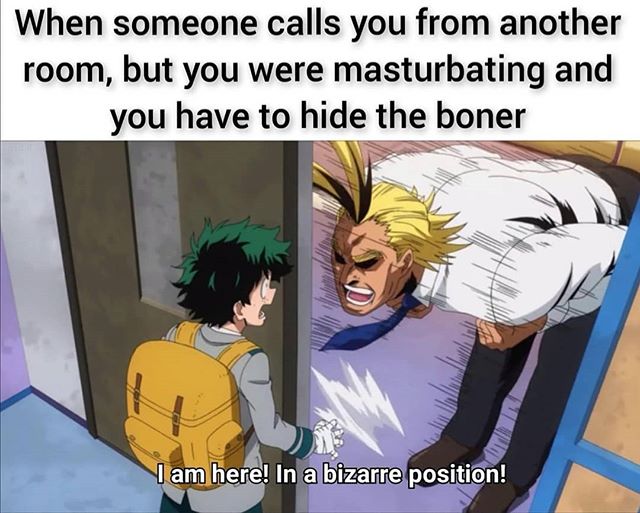 When someone calls you from another
room, but you were masturbating and
you have to hide the boner
I am here! In a bizarre position!